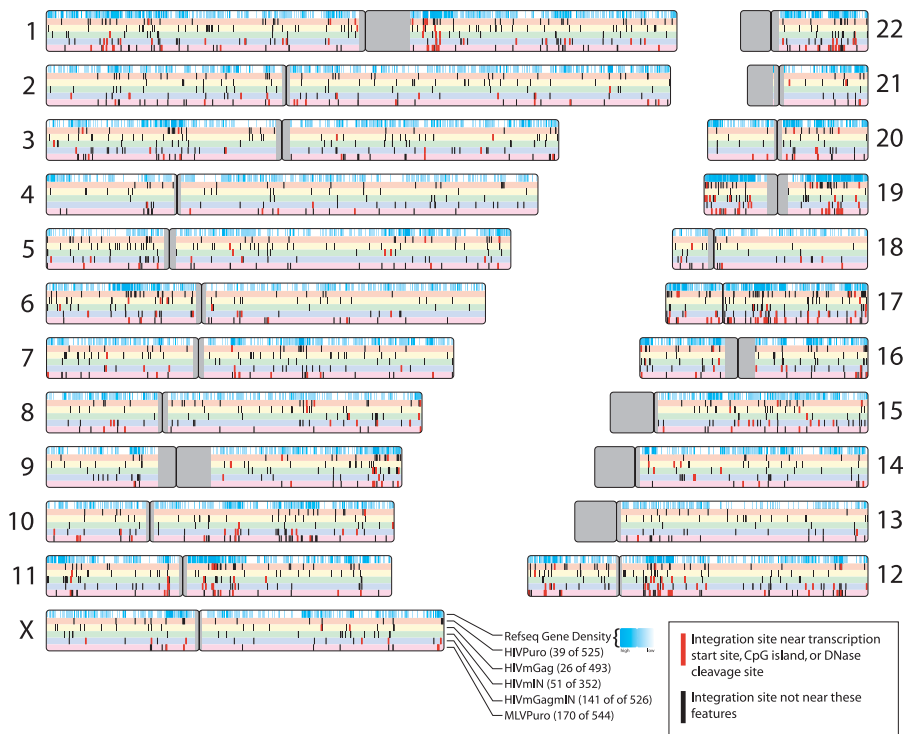 1
22
2
21
3
20
4
19
5
18
6
17
7
16
8
15
9
14
10
13
11
12
X
Refseq Gene Density
high low
HIVPuro (39 of 525)
HIVmGag (26 of 493)
HIVmIN (51 of 352)
HIVmGagmIN (141 of of 526)
MLVPuro (170 of 544)
Integration site near transcription
start site, CpG island, or DNase
cleavage site
Integration site not near these
features